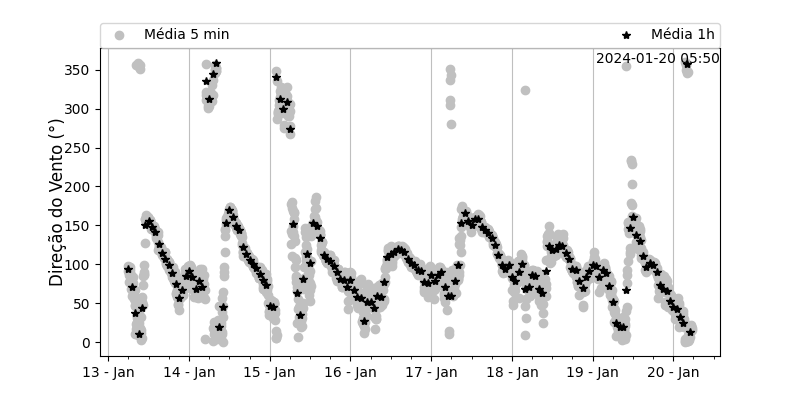 Média 5 min
Média 1h
2024-01-20 05:50
Direção do Vento (°)
350
300
250
200
150
100
50
0
13 - Jan
14 - Jan
15 - Jan
16 - Jan
17 - Jan
18 - Jan
19 - Jan
20 - Jan